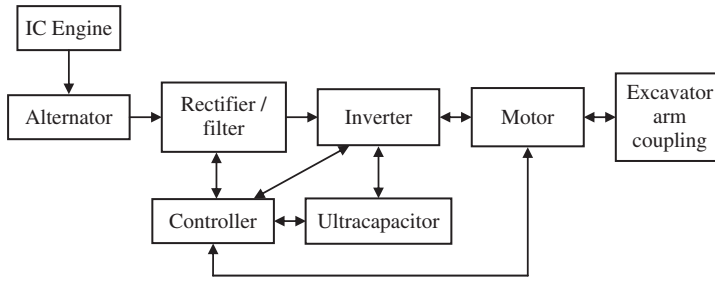 IC Engine
Alternator
Rectifier /
filter
Inverter
Motor
Excavator
arm
coupling
Controller
Ultracapacitor